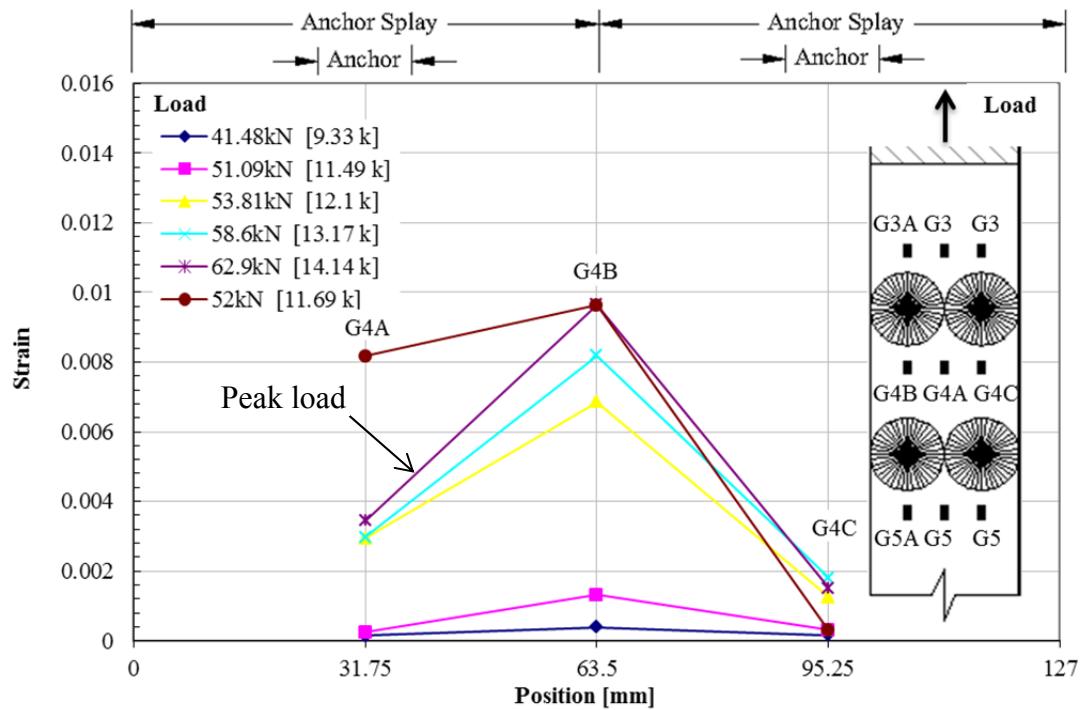 Anchor Splay Anchor Splay
Anchor Anchor
0.016
0.014
0.012
0.01
0.008
0.006
0.004
0.002
0
Strain
Load
41.48kN [9.33 k]
51.09kN [11.49 k]
53.81kN [12.1 k]
58.6kN [13.17 k]
62.9kN [14.14 k]
52kN [11.69 k]
G4A
G4B
G4C
Peak load
Load
G3A G3 G3
G4B G4A G4C
G5A G5 G5
0 31.75 63.5 95.25 127
Position [mm]